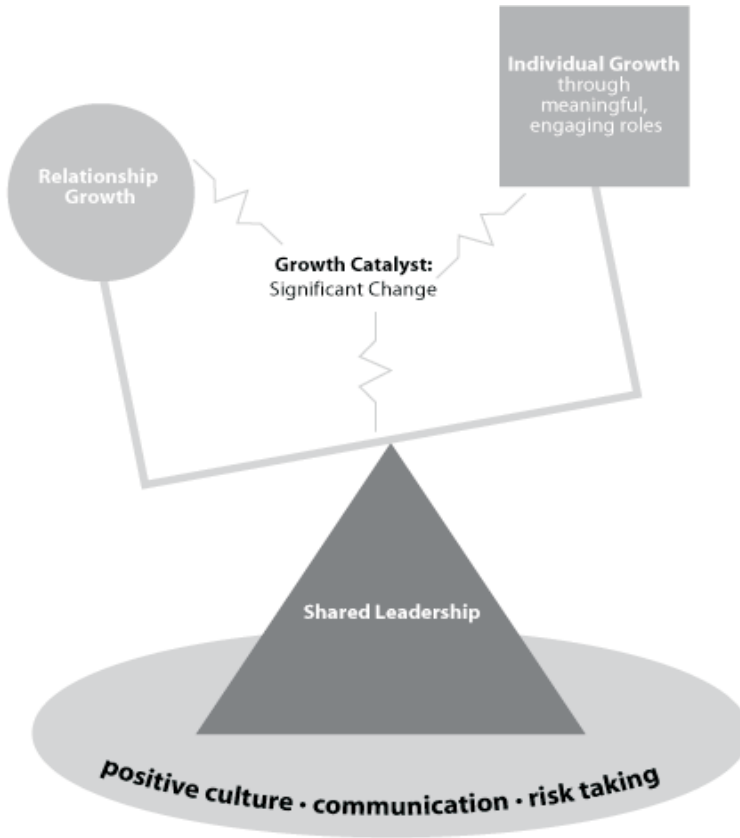 Individual Growth
through
meaningful,
engaging roles
Relationship
Growth
Growth Catalyst:
Significant Change
Shared Leadership
positive culture · communication · risk taking